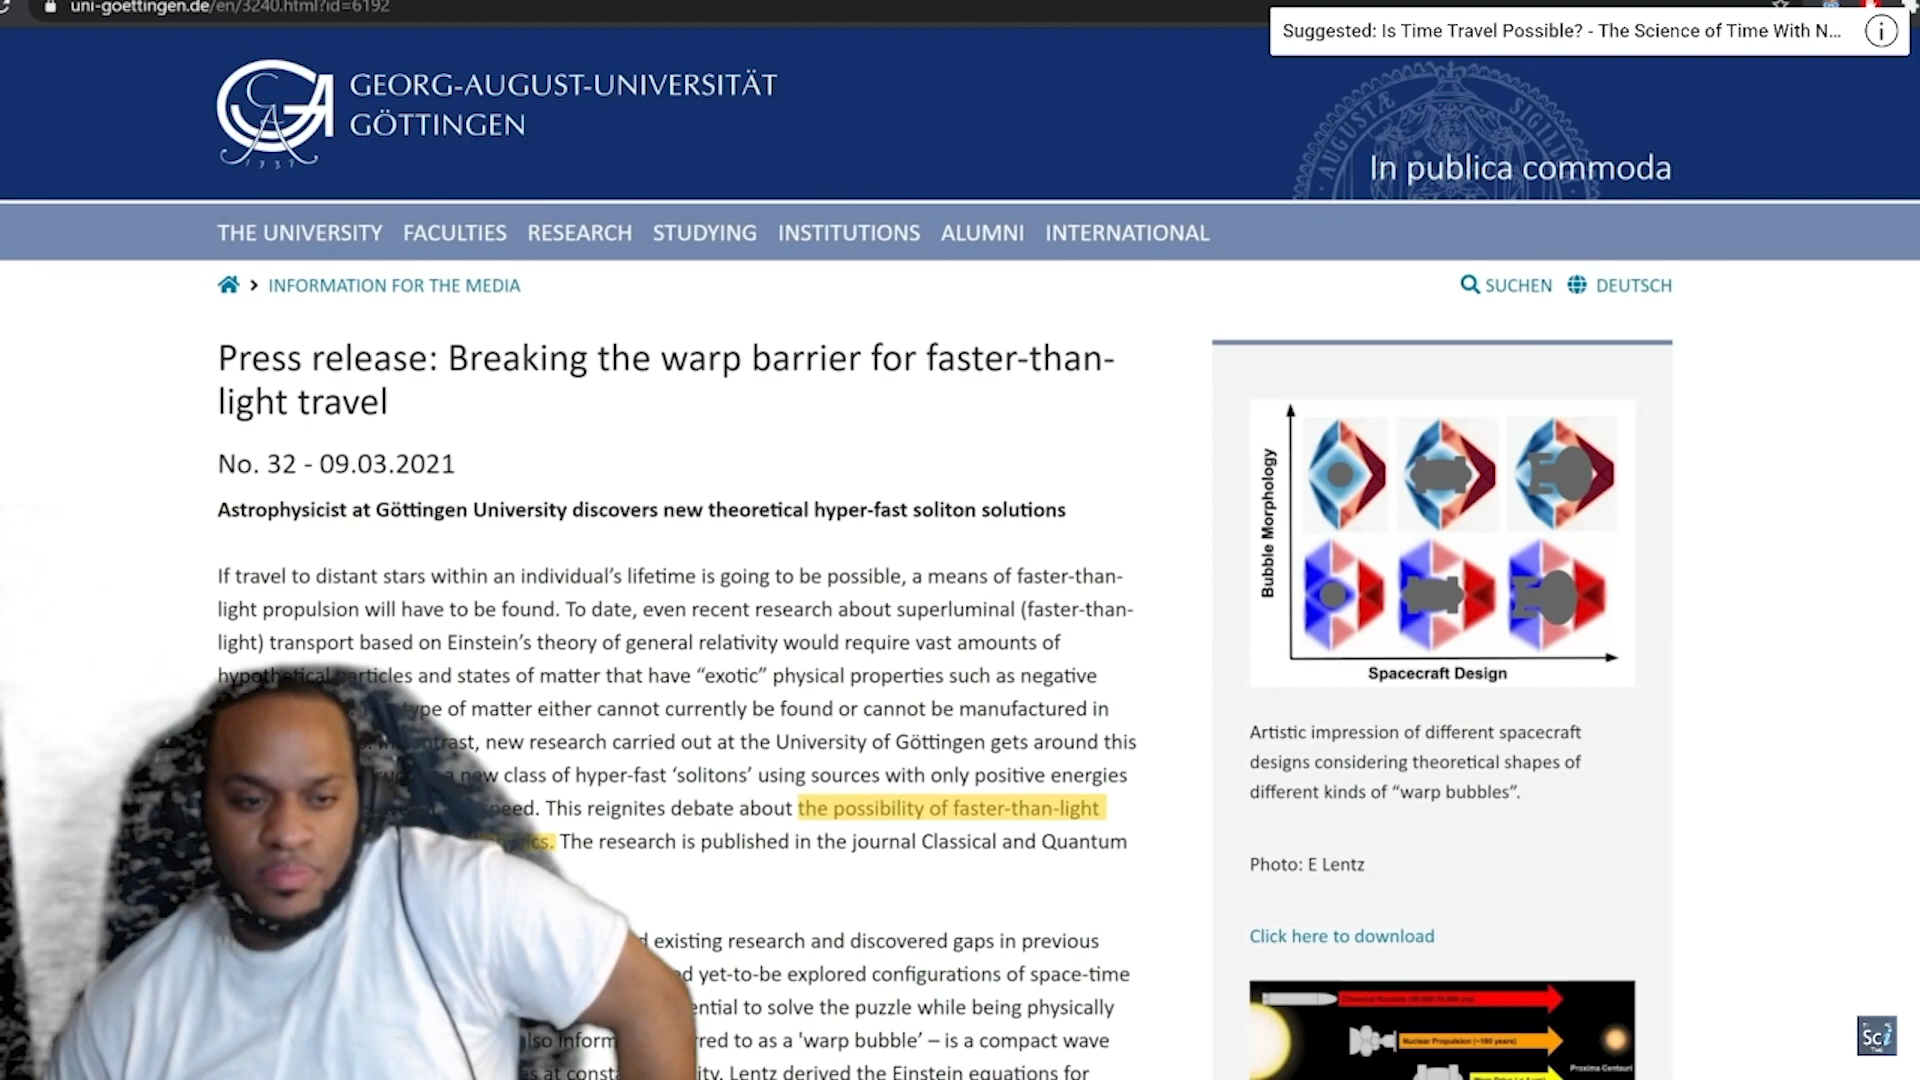 uni-goettingen.de/en/3240.html?id=6192
Suggested: Is Time Travel Possible? - The Science of Time With N...
GEORG-AUGUST-UNIVERSITÄT
GÖTTINGEN
1737
AUGUSTÆ SIGILL
In publica commoda
THE UNIVERSITY FACULTIES RESEARCH STUDYING INSTITUTIONS ALUMNI INTERNATIONAL
INFORMATION FOR THE MEDIA
SUCHEN DEUTSCH
Press release: Breaking the warp barrier for faster-than-
light travel
No. 32 - 09.03.2021
Astrophysicist at Göttingen University discovers new theoretical hyper-fast soliton solutions
If travel to distant stars within an individual’s lifetime is going to be possible, a means of faster-than-
light propulsion will have to be found. To date, even recent research about superluminal (faster-than-
light) transport based on Einstein’s theory of general relativity would require vast amounts of
hypothetical particles and states of matter that have “exotic” physical properties such as negative
type of matter either cannot currently be found or cannot be manufactured in
new research carried out at the University of Göttingen gets around this
a new class of hyper-fast ‘solitons’ using sources with only positive energies
This reignites debate about the possibility of faster-than-light
The research is published in the journal Classical and Quantum
existing research and discovered gaps in previous
yet-to-be explored configurations of space-time
to solve the puzzle while being physically
to as a 'warp bubble’ – is a compact wave
Lentz derived the Einstein equations for
Bubble Morphology
Spacecraft Design
Artistic impression of different spacecraft
designs considering theoretical shapes of
different kinds of “warp bubbles”.
Photo: E Lentz
Click here to download
Chemical Rockets
Nuclear Propulsion (~100 years)
Proxima Centauri
Sci